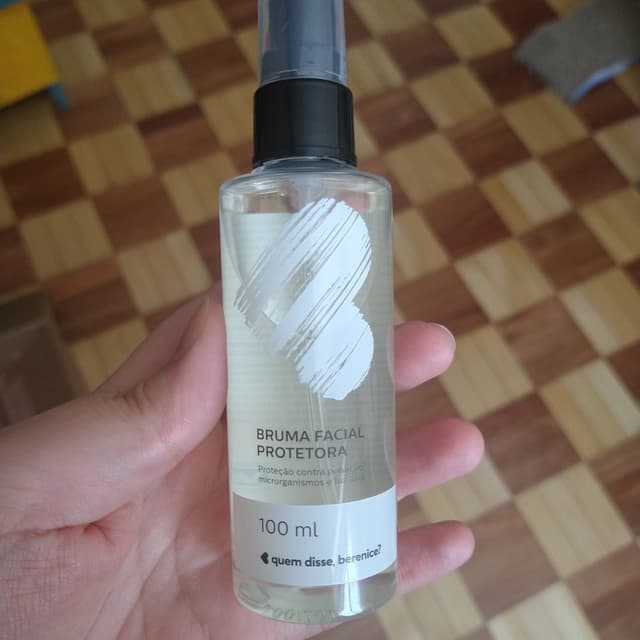 BRUMA FACIAL
PROTETORA
Proteção contra
microrganismos e
100 ml
quem disse, berenice?